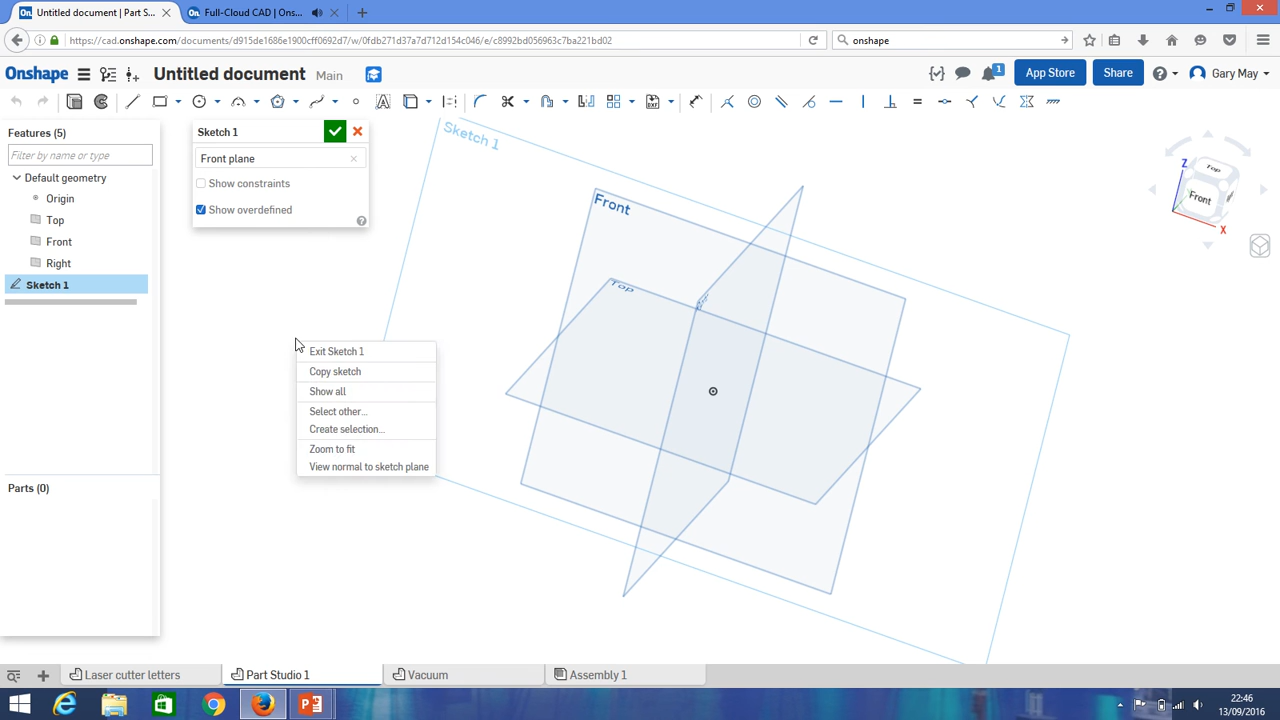 Untitled document | Part S...
Full-Cloud CAD | Ons...
https://cad.onshape.com/documents/d915de1686e1900cff0692d7/w/0fdb271d37a7d712d154c046/e/c8992bd056963c7ba221bd02
onshape
Onshape
Untitled document
Main
1
App Store
Share
Gary May
Features (5)
Filter by name or type
Default geometry
Origin
Top
Front
Right
Sketch 1
Sketch 1
Front plane
Show constraints
Show overdefined
Sketch 1
Front
Top
Top
Front
Z
X
Exit Sketch 1
Copy sketch
Show all
Select other...
Create selection...
Zoom to fit
View normal to sketch plane
Parts (0)
Laser cutter letters
Part Studio 1
Vacuum
Assembly 1
22:46
13/09/2016